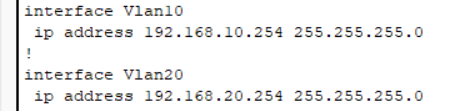 interface Vlan10
 ip address 192.168.10.254 255.255.255.0
!
interface Vlan20
 ip address 192.168.20.254 255.255.255.0